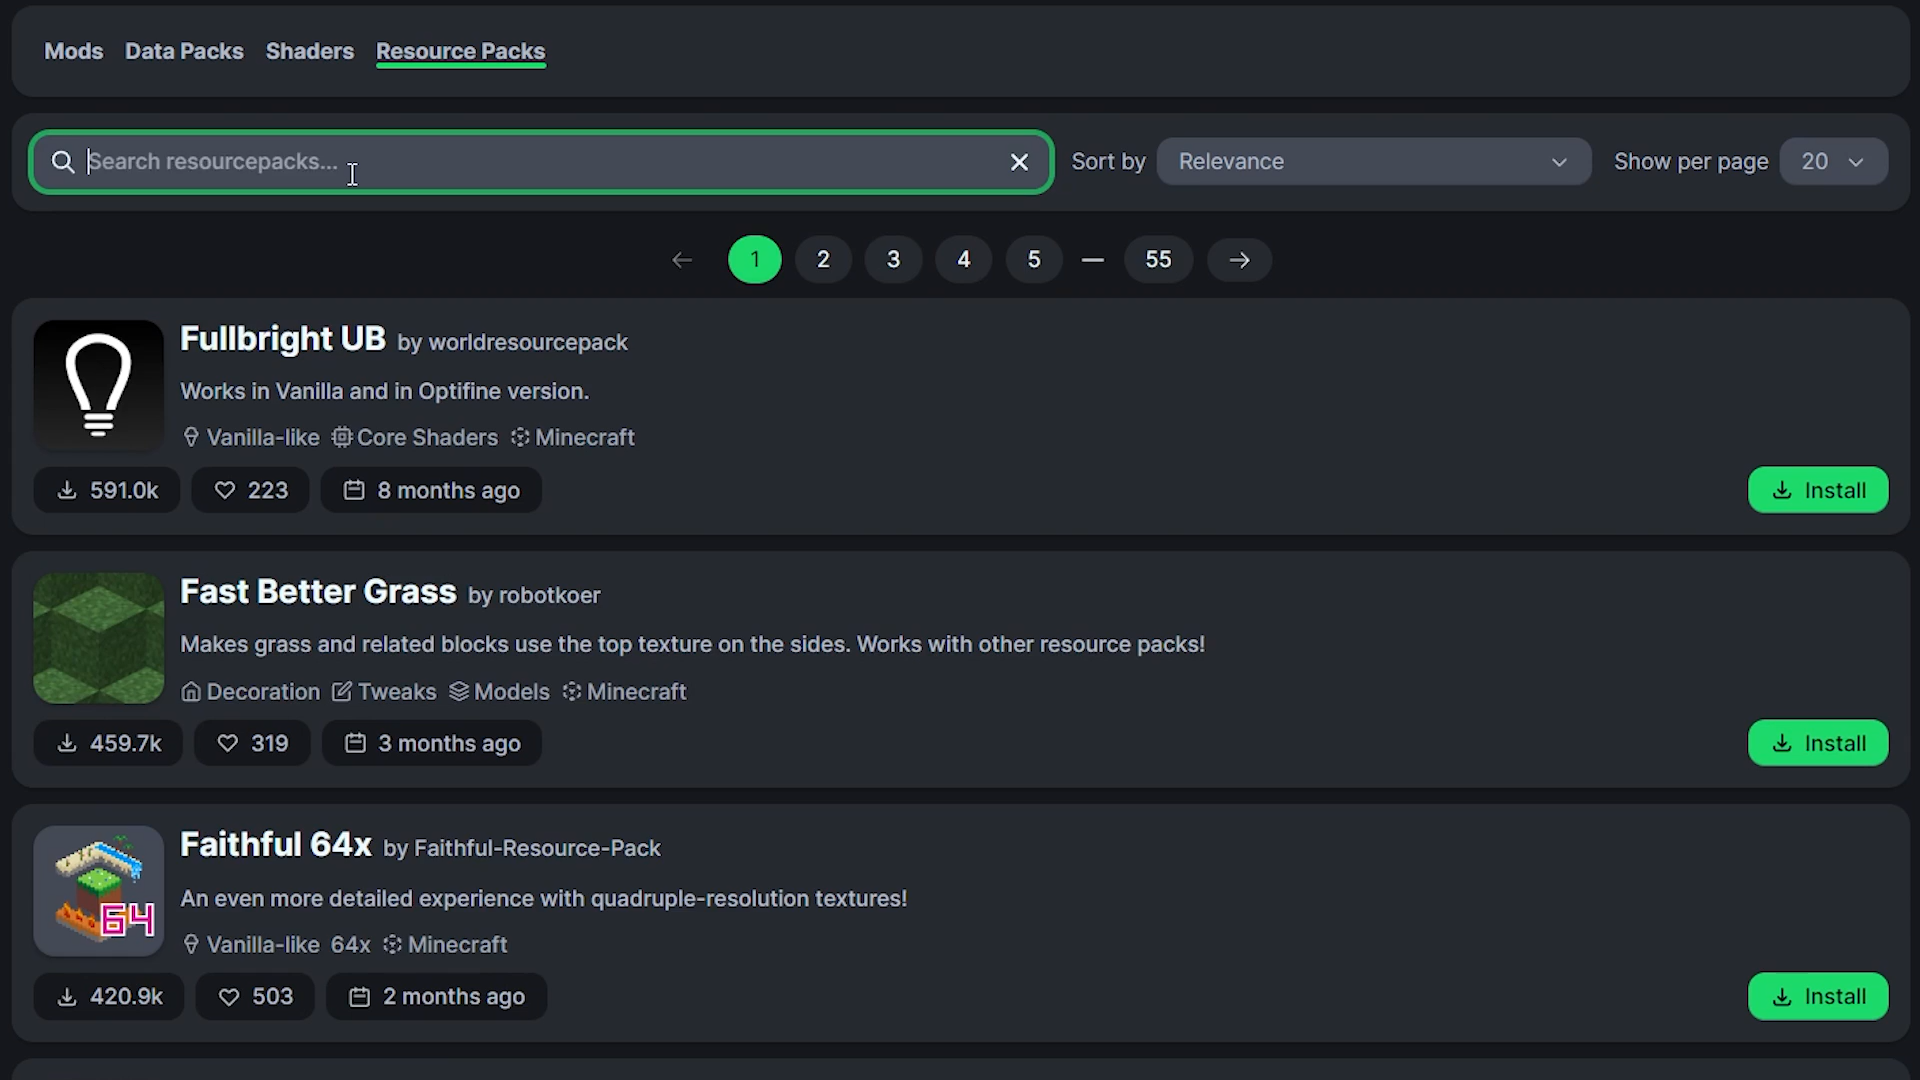 Mods Data Packs Shaders Resource Packs
Search resourcepacks... Sort by Relevance Show per page 20
1 2 3 4 5 — 55
Fullbright UB by worldresourcepack
Works in Vanilla and in Optifine version.
Vanilla-like Core Shaders Minecraft
591.0k 223 8 months ago Install
Fast Better Grass by robotkoer
Makes grass and related blocks use the top texture on the sides. Works with other resource packs!
Decoration Tweaks Models Minecraft
459.7k 319 3 months ago Install
Faithful 64x by Faithful-Resource-Pack
An even more detailed experience with quadruple-resolution textures!
64
Vanilla-like 64x Minecraft
420.9k 503 2 months ago Install